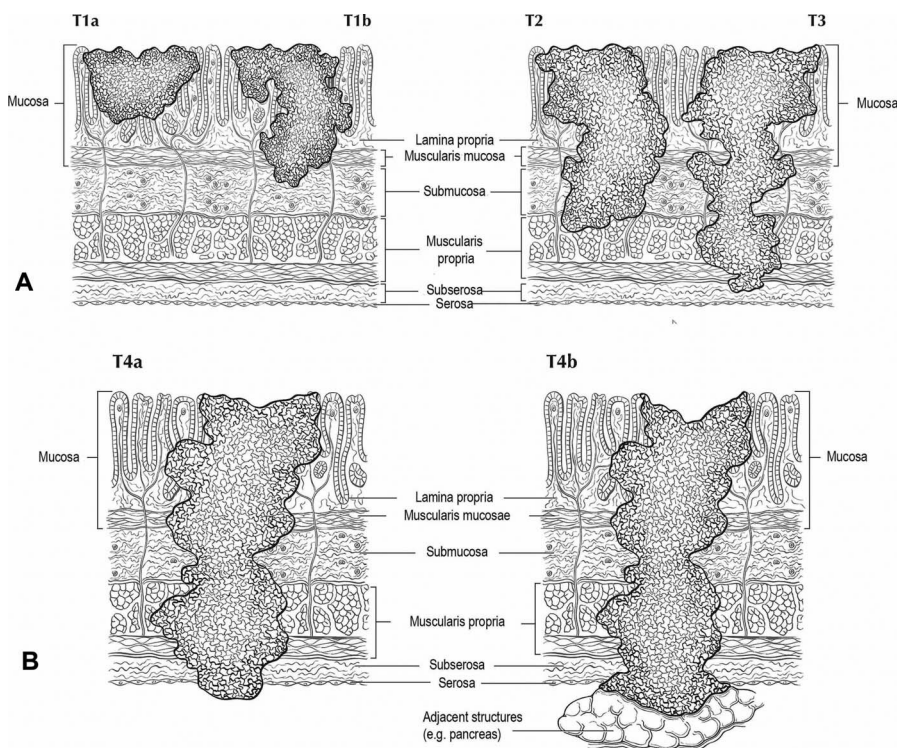 T1a
T1b
T2
T3
Mucosa
Mucosa
Lamina propria
Muscularis mucosa
Submucosa
Muscularis
propria
A
Subserosa
Serosa
T4a
T4b
Mucosa
Mucosa
Lamina propria
Muscularis mucosae
Submucosa
Muscularis propria
B
Subserosa
Serosa
Adjacent structures
(e.g. pancreas)